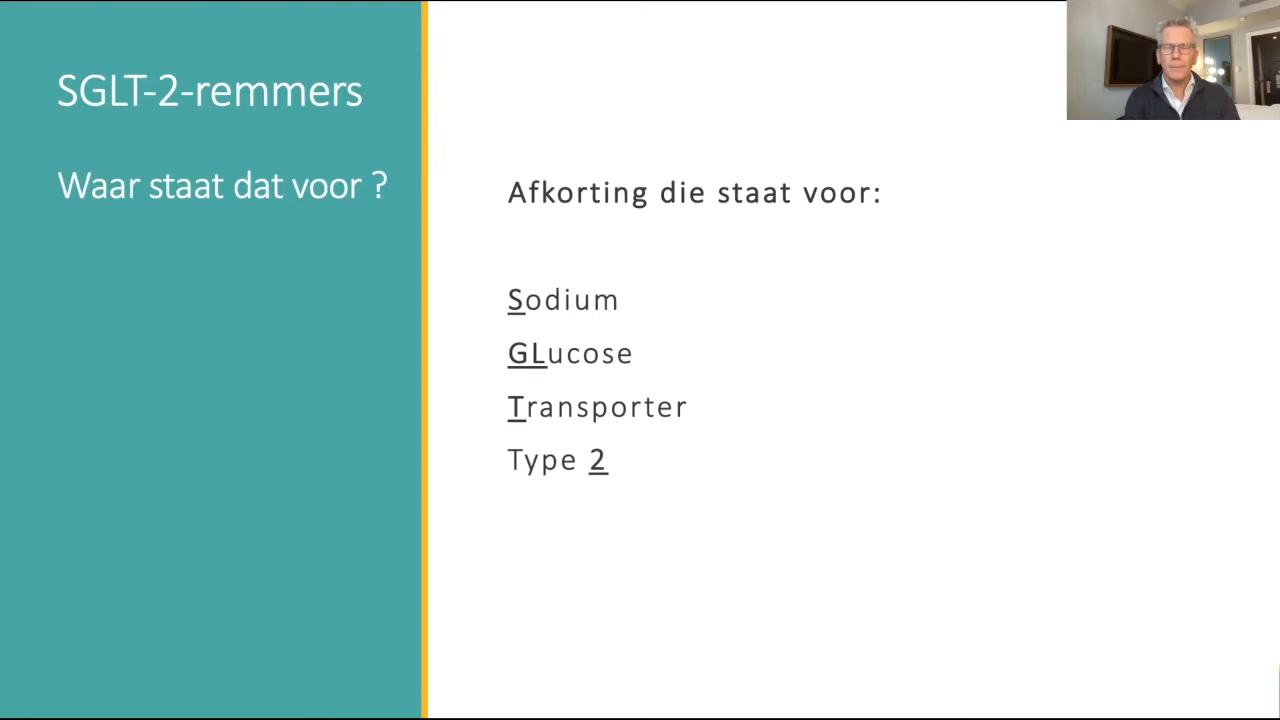 SGLT-2-remmers
Waar staat dat voor ?
Afkorting die staat voor:
Sodium
GLucose
Transporter
Type 2